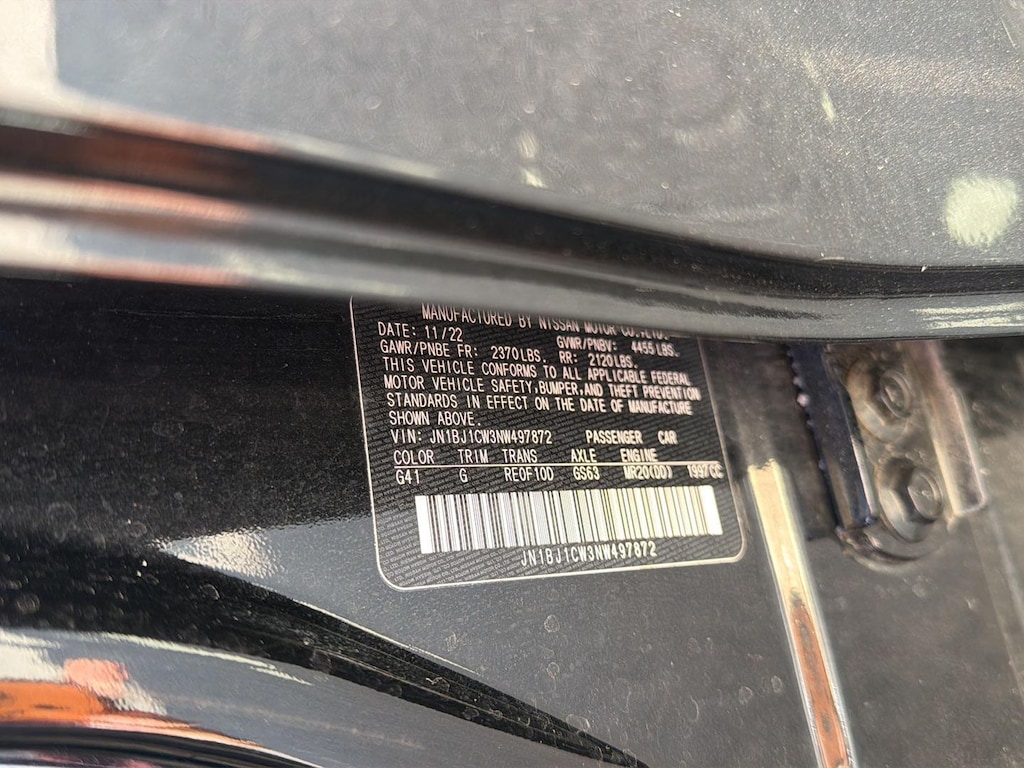 MANUFACTURED BY NISSAN MOTOR CO.,LTD.
DATE: 11/22 GVWR/PNBV: 4455 LBS.
GAWR/PNBE FR: 2370LBS. RR: 2120LBS.
THIS VEHICLE CONFORMS TO ALL APPLICABLE FEDERAL
MOTOR VEHICLE SAFETY,BUMPER,AND THEFT PREVENTION
STANDARDS IN EFFECT ON THE DATE OF MANUFACTURE
SHOWN ABOVE.
VIN: JN1BJ1CW3NW497872 PASSENGER CAR
COLOR TRIM TRANS AXLE ENGINE
G41 G REOF10D GS63 MR20(DD) 1997CC
JN1BJ1CW3NW497872